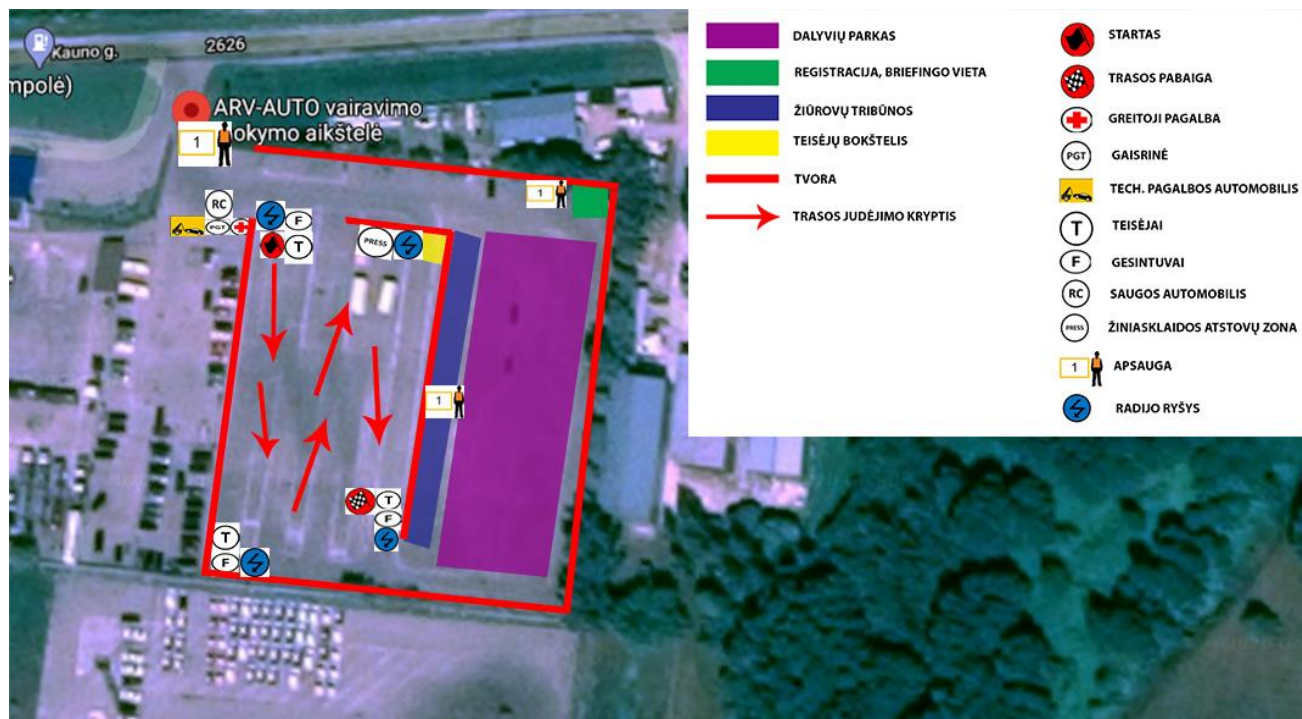 Kauno g.
2626
mpolė)
ARV-AUTO vairavimo
okymo aikštelė
1
1
RC
PGT
F
T
PRESS
1
T
F
T
F
DALYVIŲ PARKAS
REGISTRACIJA, BRIEFINGO VIETA
ŽIŪROVŲ TRIBŪNOS
TEISĖJŲ BOKŠTELIS
TVORA
TRASOS JUDĖJIMO KRYPTIS
STARTAS
TRASOS PABAIGA
GREITOJI PAGALBA
PGT GAISRINĖ
TECH. PAGALBOS AUTOMOBILIS
T TEISĖJAI
F GESINTUVAI
RC SAUGOS AUTOMOBILIS
PRESS ŽINIASKLAIDOS ATSTOVŲ ZONA
1 APSAUGA
RADIJO RYŠYS